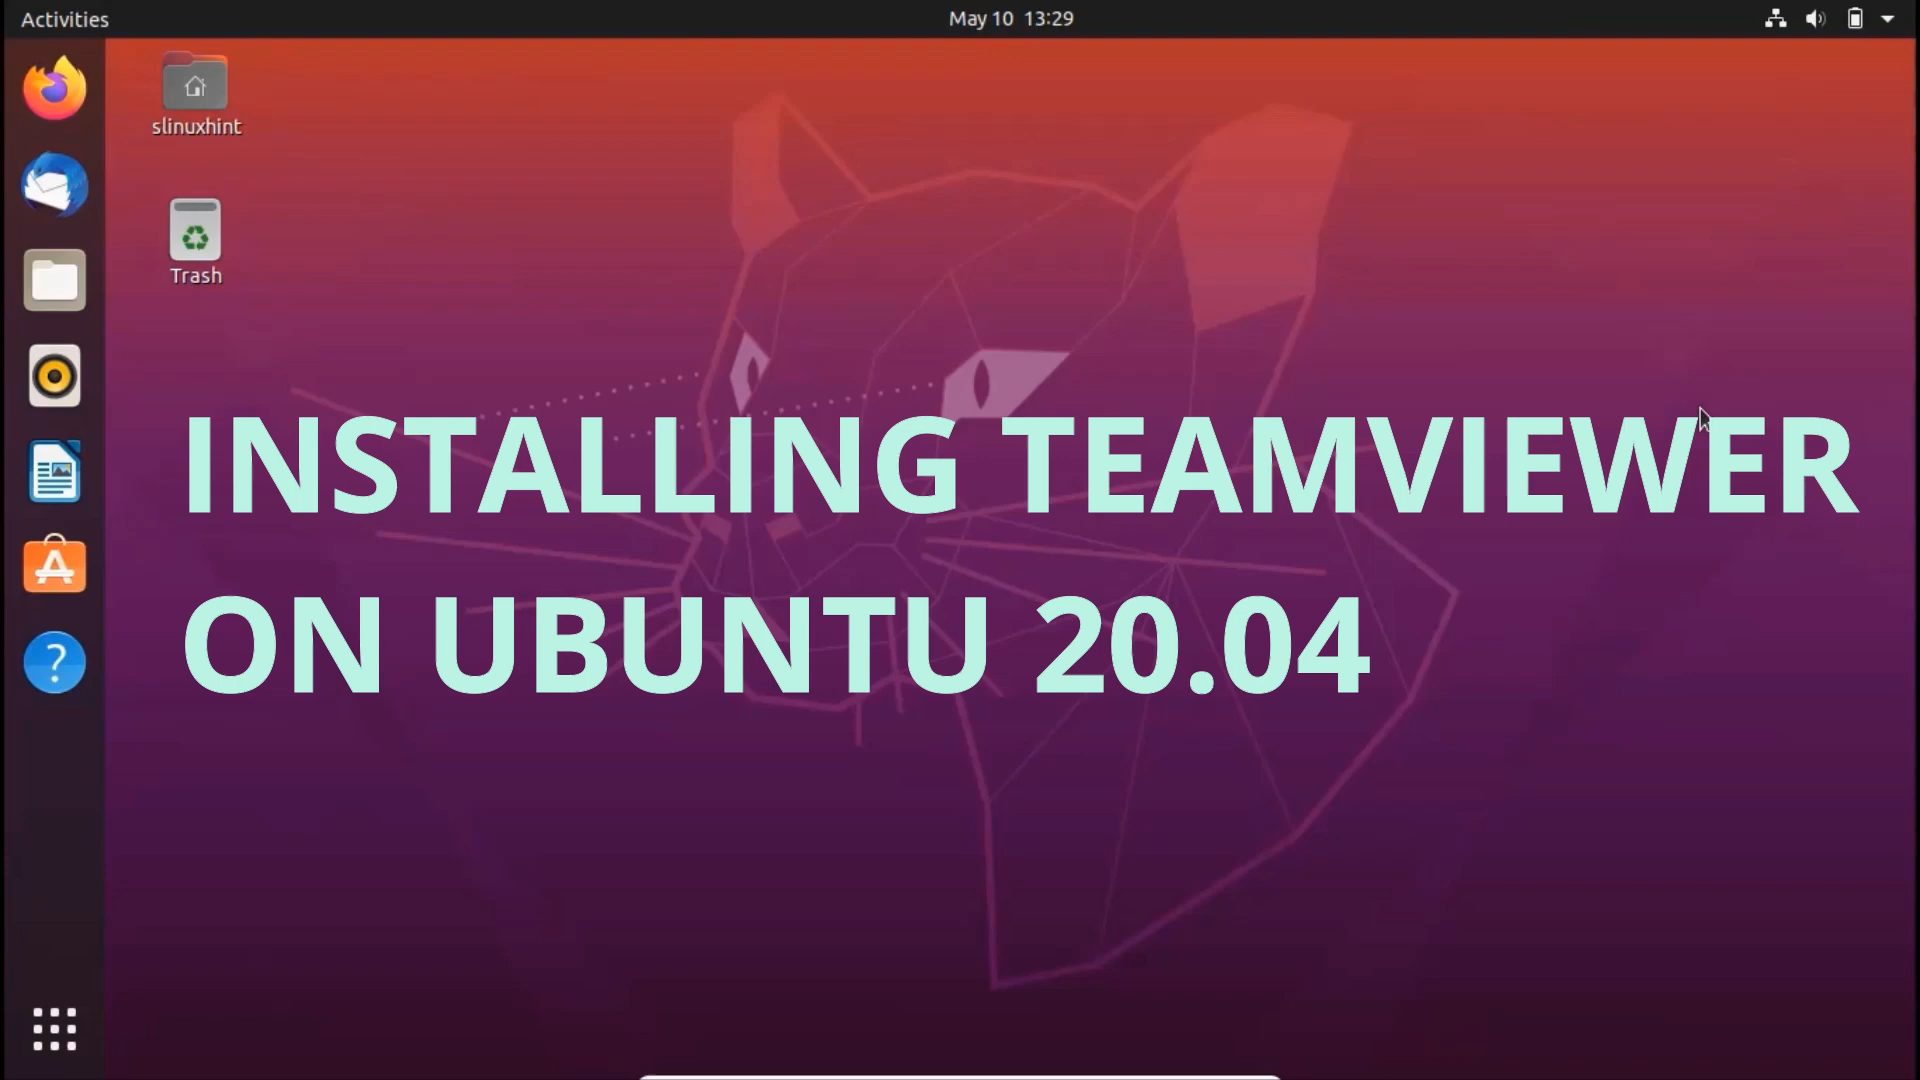 Activities
May 10 13:29
slinuxhint
Trash
INSTALLING TEAMVIEWER
ON UBUNTU 20.04